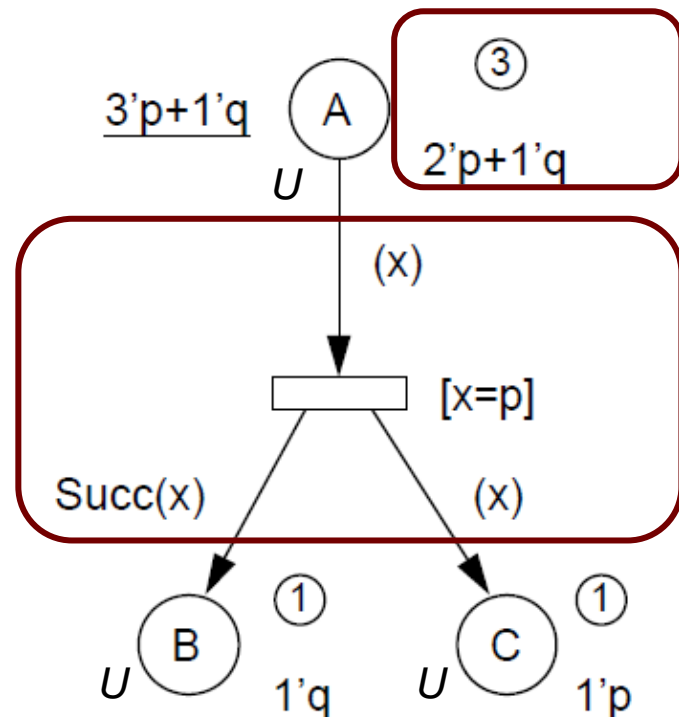 3
3'p+1'q
A
2'p+1'q
U
(x)
[x=p]
Succ(x)
(x)
1
1
B
C
U
U
1'q
1'p